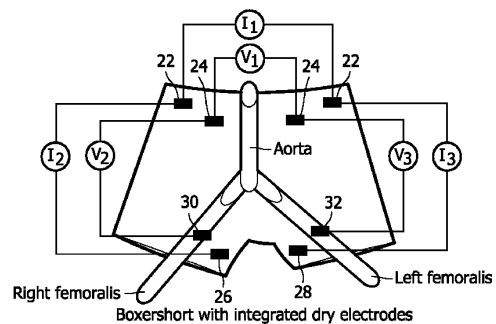 I1
V1
22
24
24
22
I2
V2
V3
I3
Aorta
30
32
26
28
Right femoralis
Left femoralis
Boxershort with integrated dry electrodes